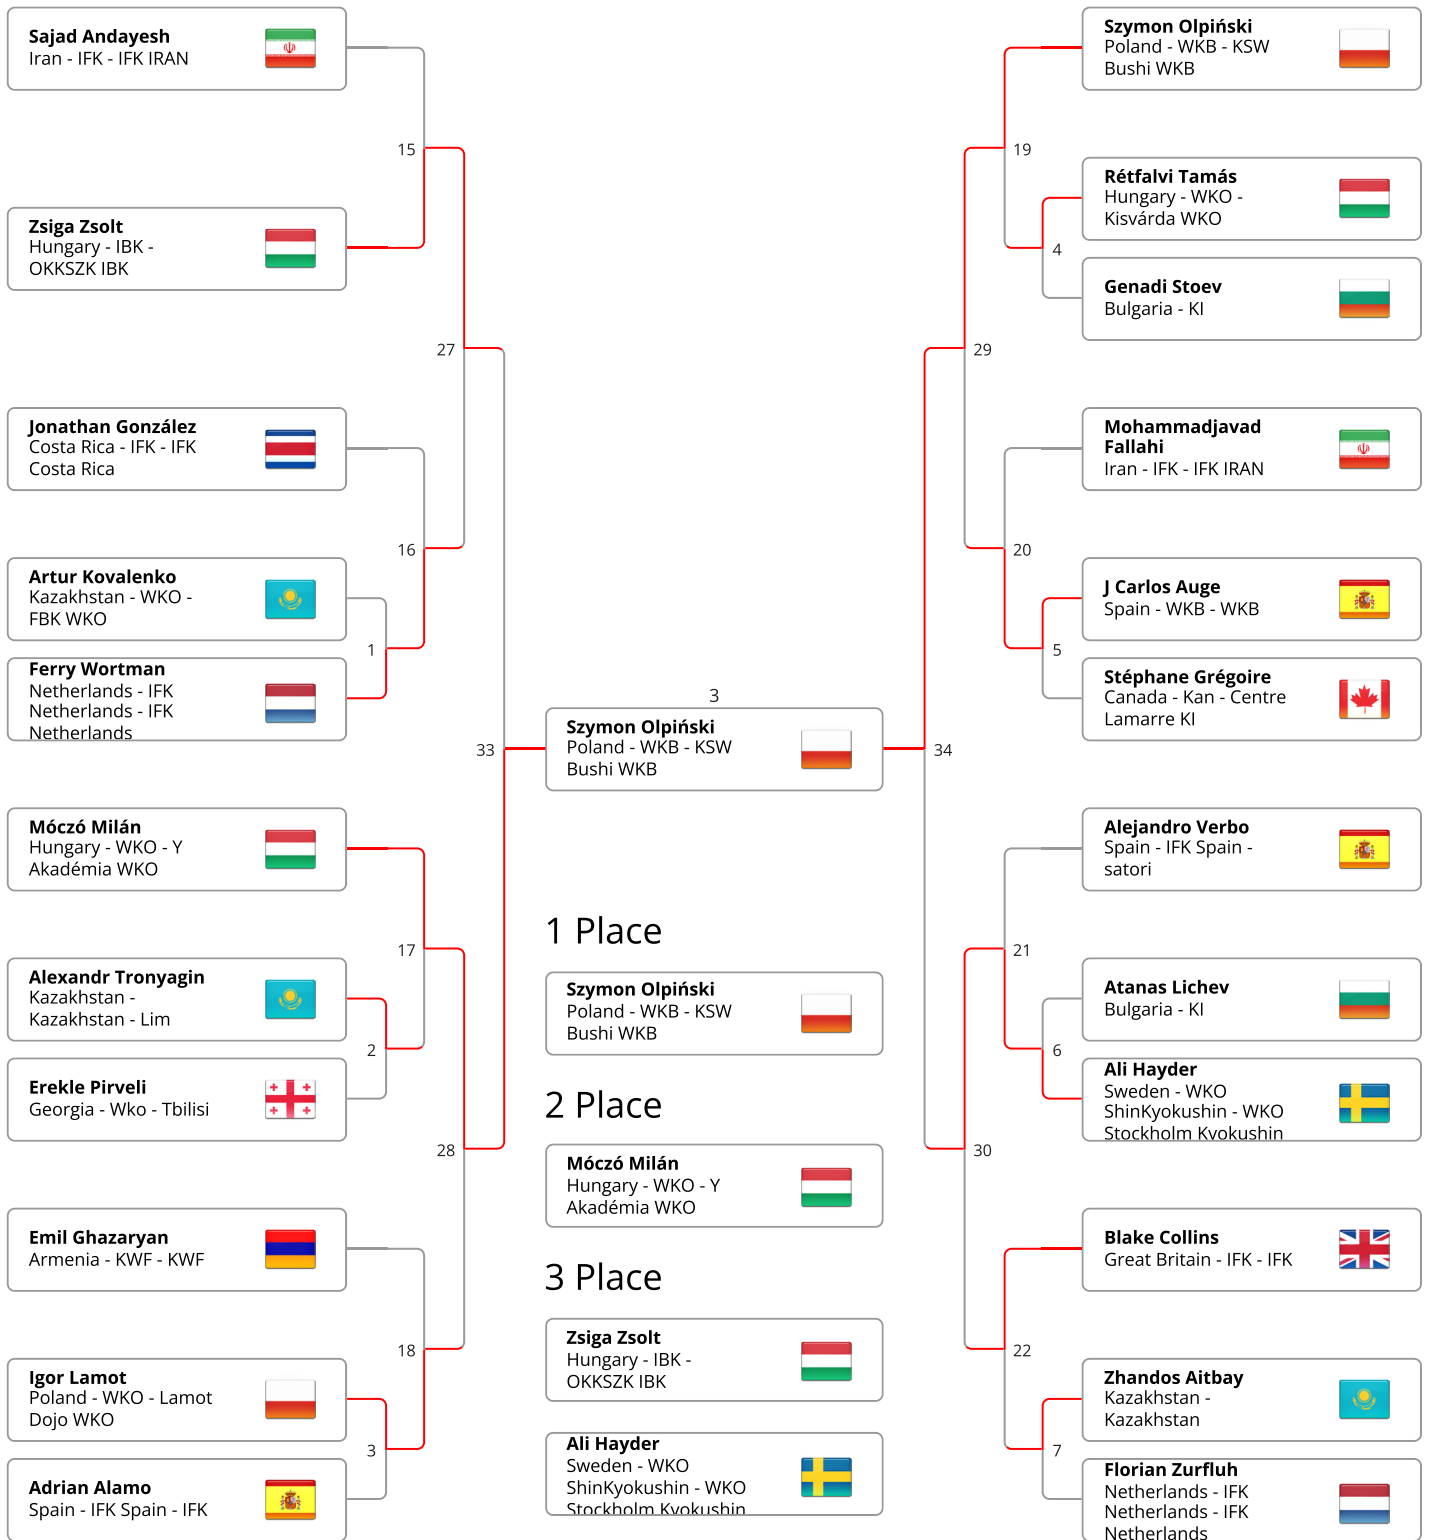 Sajad Andayesh
Iran - IFK - IFK IRAN
15
Zsiga Zsolt
Hungary - IBK -
OKKSZK IBK
27
Jonathan González
Costa Rica - IFK - IFK
Costa Rica
16
Artur Kovalenko
Kazakhstan - WKO -
FBK WKO
1
Ferry Wortman
Netherlands - IFK
Netherlands - IFK
Netherlands
33
Móczó Milán
Hungary - WKO - Y
Akadémia WKO
17
Alexandr Tronyagin
Kazakhstan -
Kazakhstan - Lim
2
Erekle Pirveli
Georgia - Wko - Tbilisi
28
Emil Ghazaryan
Armenia - KWF - KWF
18
Igor Lamot
Poland - WKO - Lamot
Dojo WKO
3
Adrian Alamo
Spain - IFK Spain - IFK
3
Szymon Olpiński
Poland - WKB - KSW
Bushi WKB
1 Place
Szymon Olpiński
Poland - WKB - KSW
Bushi WKB
2 Place
Móczó Milán
Hungary - WKO - Y
Akadémia WKO
3 Place
Zsiga Zsolt
Hungary - IBK -
OKKSZK IBK
Ali Hayder
Sweden - WKO
ShinKyokushin - WKO
Stockholm Kyokushin
Szymon Olpiński
Poland - WKB - KSW
Bushi WKB
19
Rétfalvi Tamás
Hungary - WKO -
Kisvárda WKO
4
Genadi Stoev
Bulgaria - KI
29
Mohammadjavad
Fallahi
Iran - IFK - IFK IRAN
20
J Carlos Auge
Spain - WKB - WKB
5
Stéphane Grégoire
Canada - Kan - Centre
Lamarre KI
34
Alejandro Verbo
Spain - IFK Spain -
satori
21
Atanas Lichev
Bulgaria - KI
6
Ali Hayder
Sweden - WKO
ShinKyokushin - WKO
Stockholm Kyokushin
30
Blake Collins
Great Britain - IFK - IFK
22
Zhandos Aitbay
Kazakhstan -
Kazakhstan
7
Florian Zurfluh
Netherlands - IFK
Netherlands - IFK
Netherlands